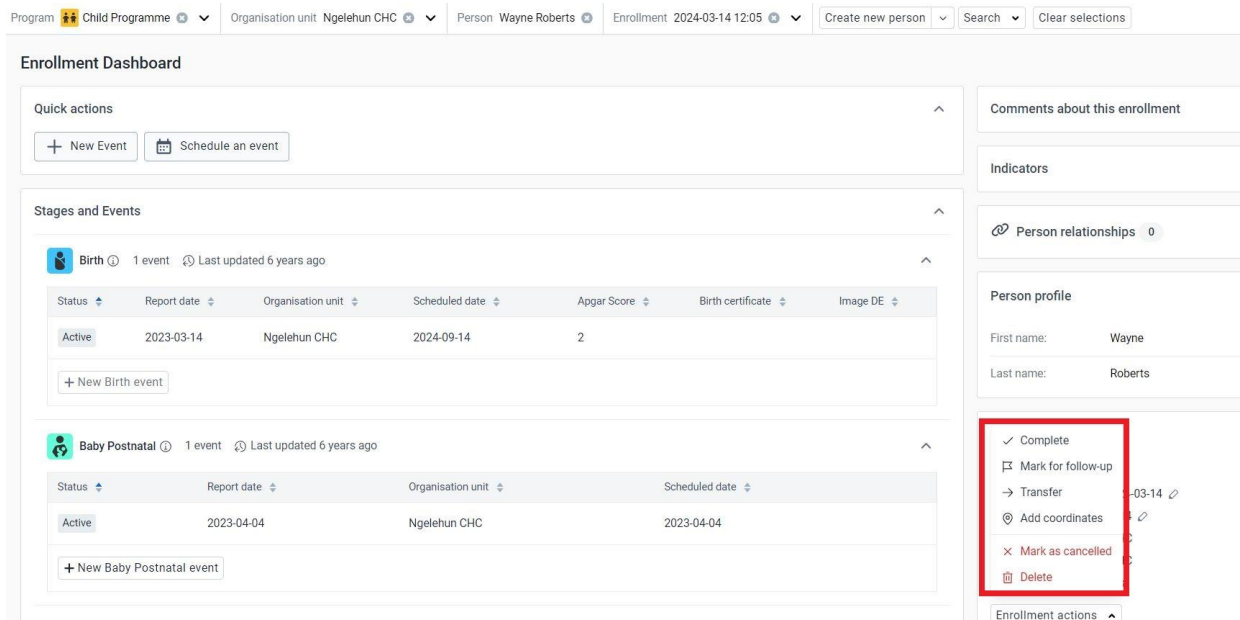 Program Child Programme Organisation unit Ngelehun CHC Person Wayne Roberts Enrollment 2024-03-14 12:05 Create new person Search Clear selections
Enrollment Dashboard
Quick actions
New Event Schedule an event
Stages and Events
Birth 1 event Last updated 6 years ago
Status Report date Organisation unit Scheduled date Apgar Score Birth certificate Image DE
Active 2023-03-14 Ngelehun CHC 2024-09-14 2
+ New Birth event
Baby Postnatal 1 event Last updated 6 years ago
Status Report date Organisation unit Scheduled date
Active 2023-04-04 Ngelehun CHC 2023-04-04
+ New Baby Postnatal event
Comments about this enrollment
Indicators
Person relationships 0
Person profile
First name: Wayne
Last name: Roberts
Complete
Mark for follow-up
Transfer -03-14
Add coordinates
Mark as cancelled
Delete
Enrollment actions